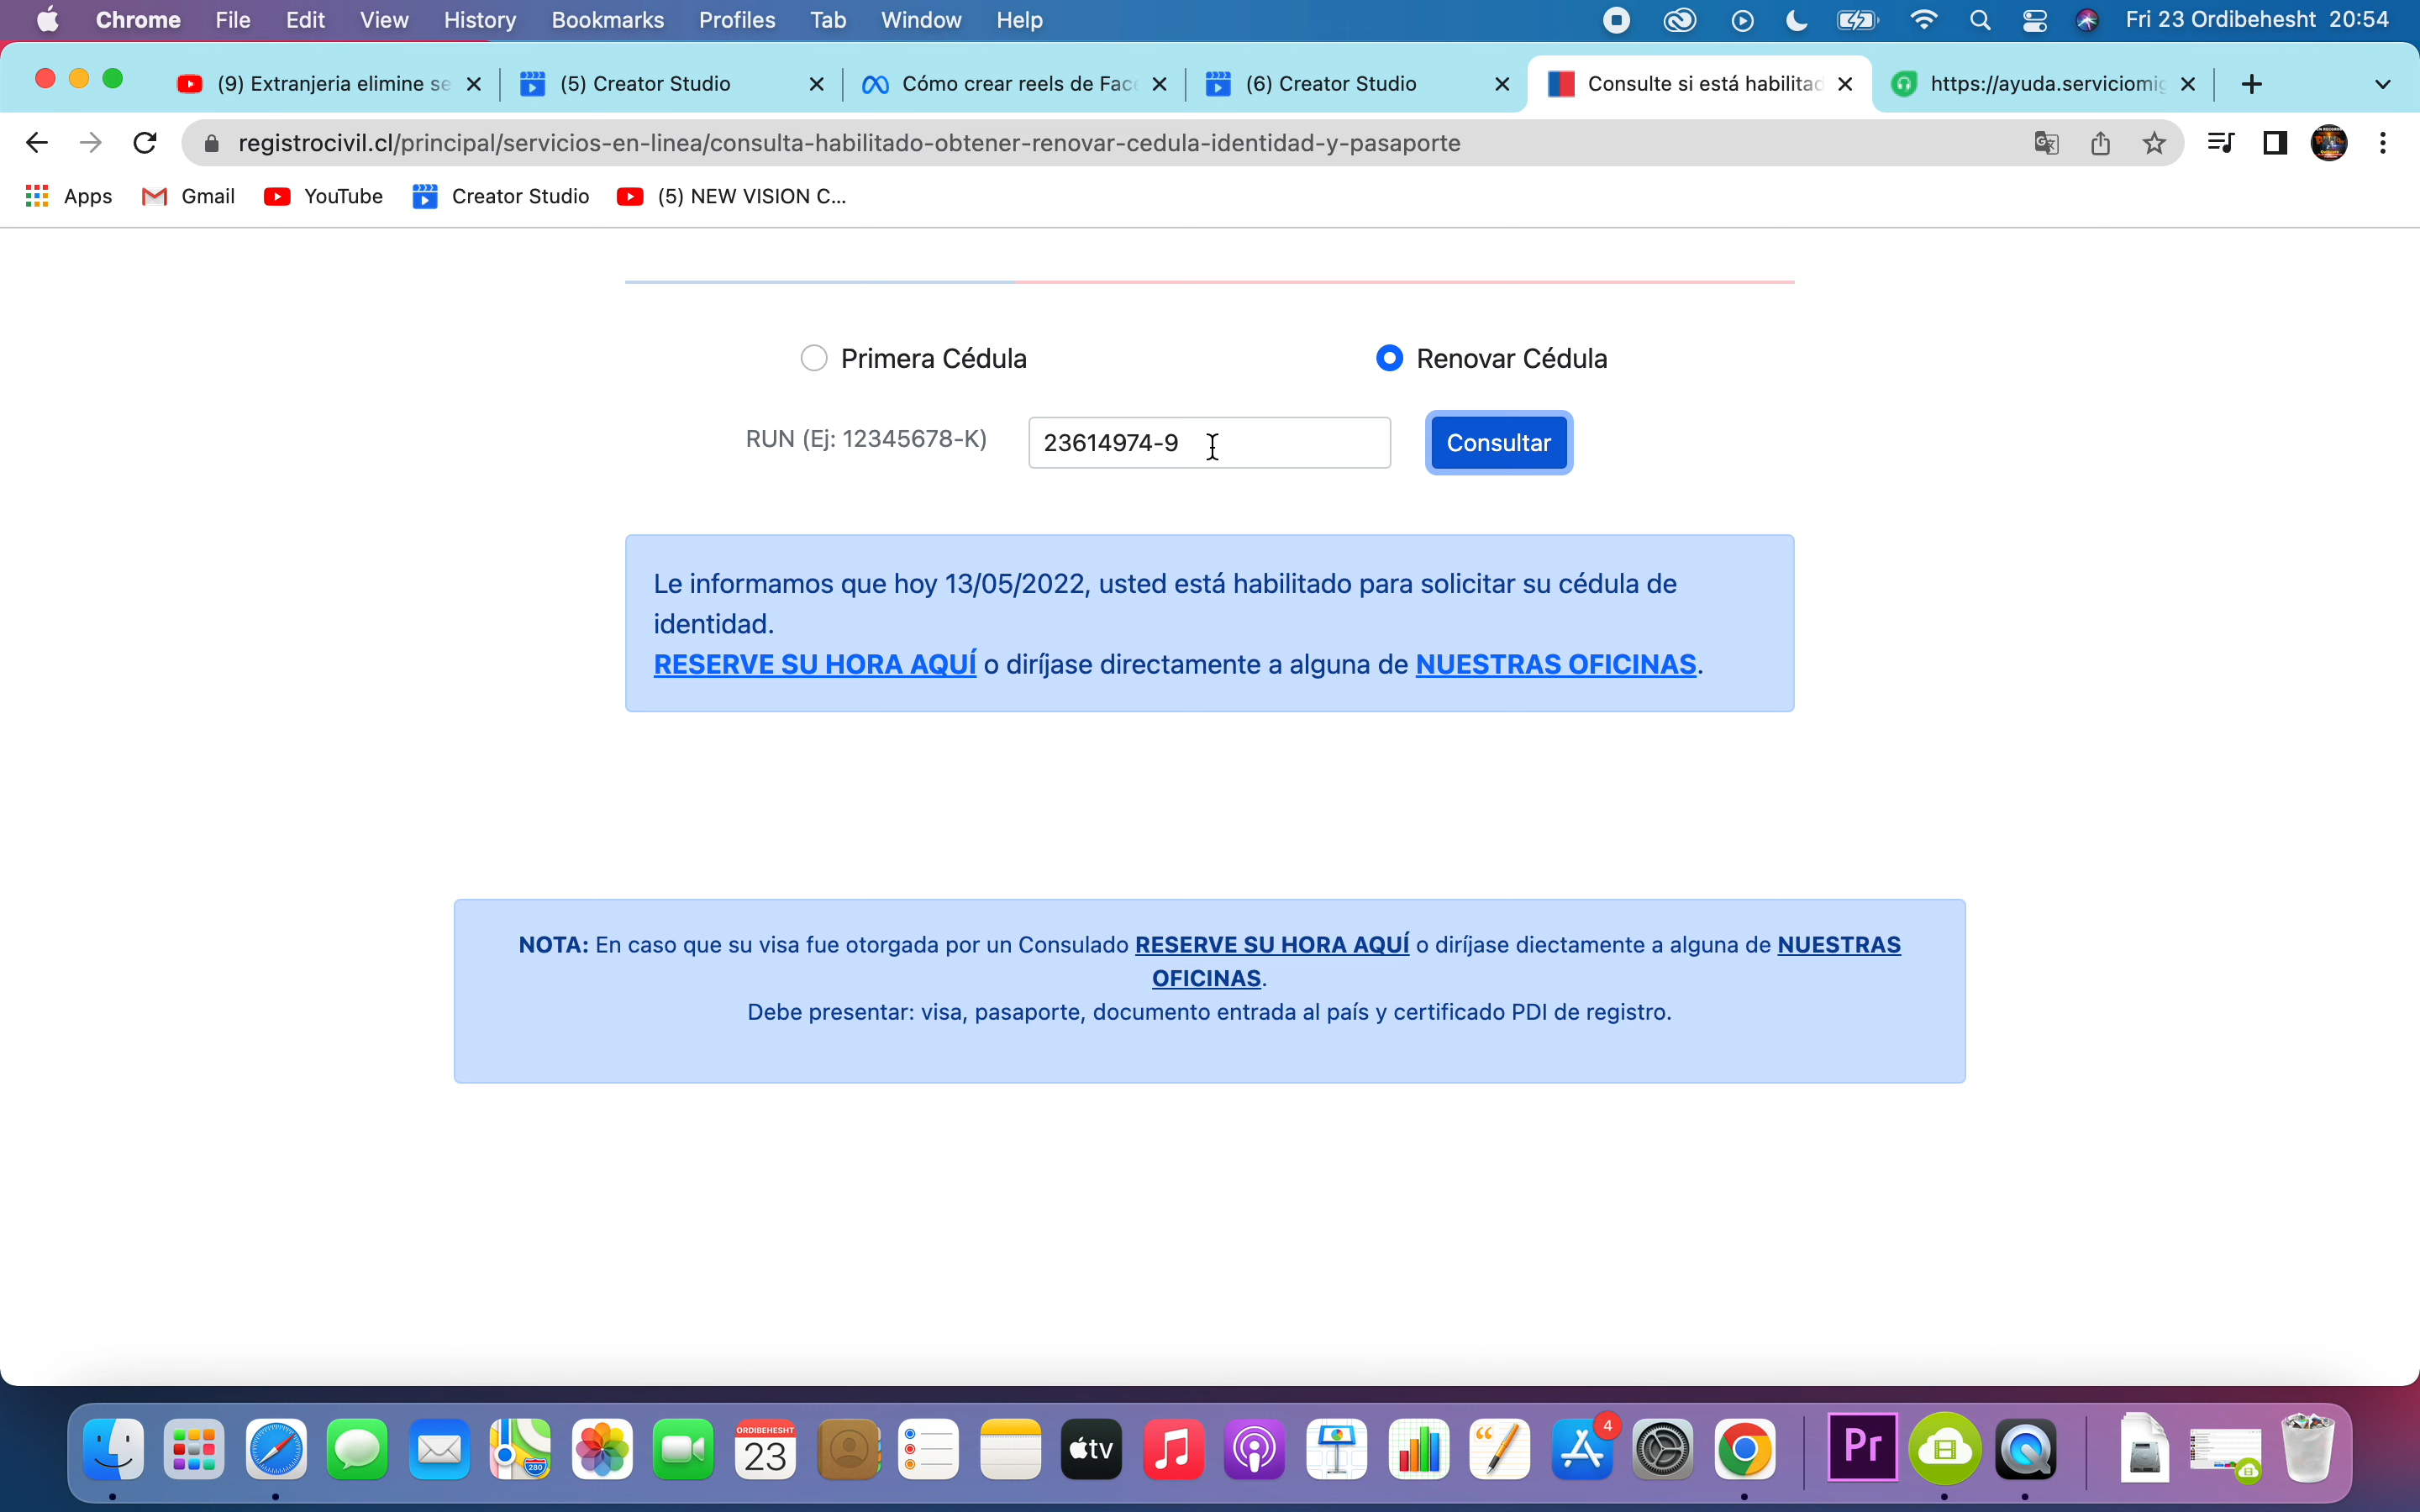 Chrome File Edit View History Bookmarks Profiles Tab Window Help Fri 23 Ordibehesht 20:54
(9) Extranjeria elimine se (5) Creator Studio Cómo crear reels de Fac (6) Creator Studio Consulte si está habilitad https://ayuda.serviciomig
registrocivil.cl/principal/servicios-en-linea/consulta-habilitado-obtener-renovar-cedula-identidad-y-pasaporte
Apps Gmail YouTube Creator Studio (5) NEW VISION C...
Primera Cédula Renovar Cédula
RUN (Ej: 12345678-K) 23614974-9 Consultar
Le informamos que hoy 13/05/2022, usted está habilitado para solicitar su cédula de
identidad.
RESERVE SU HORA AQUÍ o diríjase directamente a alguna de NUESTRAS OFICINAS.
NOTA: En caso que su visa fue otorgada por un Consulado RESERVE SU HORA AQUÍ o diríjase diectamente a alguna de NUESTRAS
OFICINAS.
Debe presentar: visa, pasaporte, documento entrada al país y certificado PDI de registro.
280 ORDIBEHESHT tv 4 Pr
23